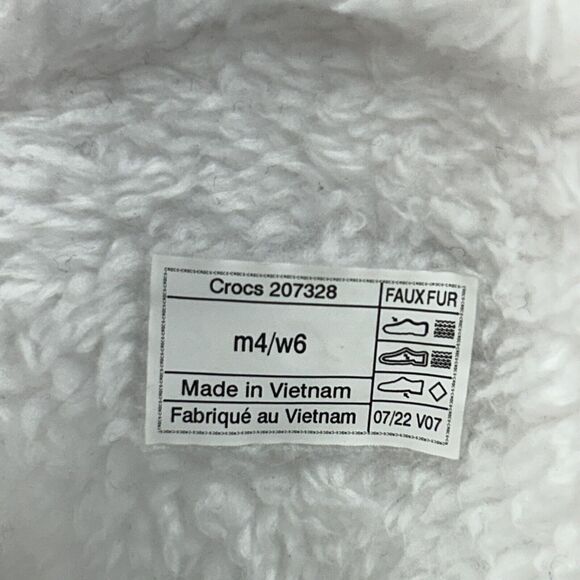 Crocs 207328
FAUX FUR
m4/w6
Made in Vietnam
Fabriqué au Vietnam
07/22 V07